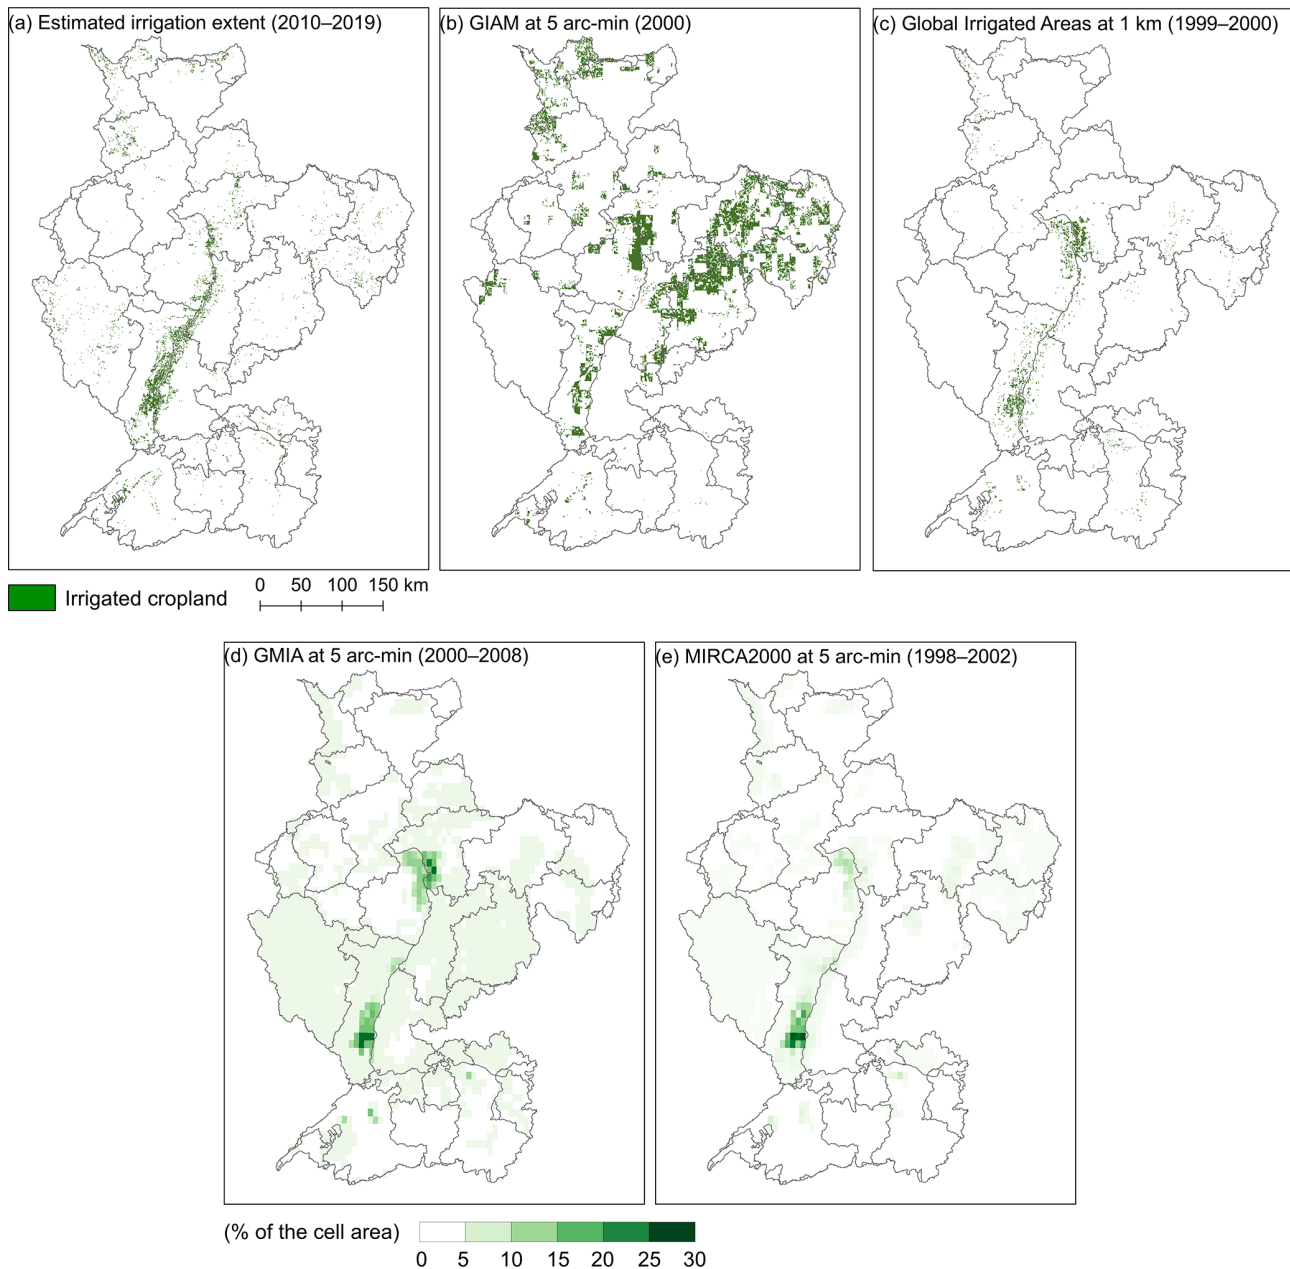 (a) Estimated irrigation extent (2010–2019)
(b) GIAM at 5 arc-min (2000)
(c) Global Irrigated Areas at 1 km (1999–2000)
Irrigated cropland
0 50 100 150 km
(d) GMIA at 5 arc-min (2000–2008)
(e) MIRCA2000 at 5 arc-min (1998–2002)
(% of the cell area)
0 5 10 15 20 25 30